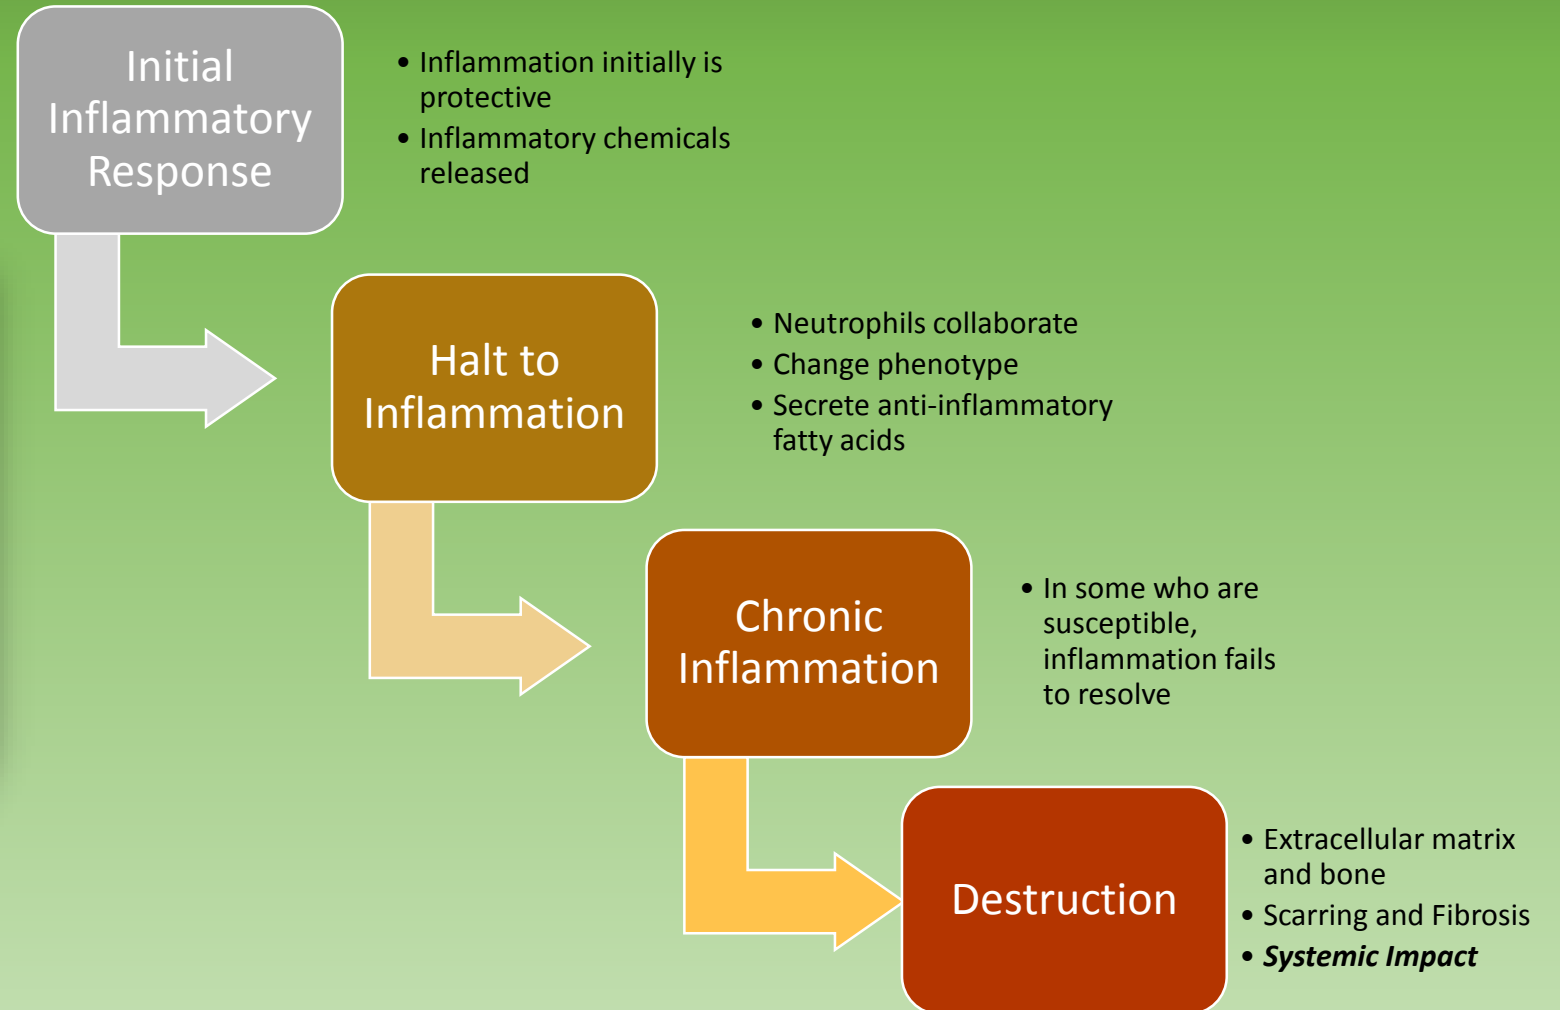 Initial
Inflammatory
Response
• Inflammation initially is
protective
• Inflammatory chemicals
released
Halt to
Inflammation
• Neutrophils collaborate
• Change phenotype
• Secrete anti-inflammatory
fatty acids
Chronic
Inflammation
• In some who are
susceptible,
inflammation fails
to resolve
Destruction
• Extracellular matrix
and bone
• Scarring and Fibrosis
• Systemic Impact